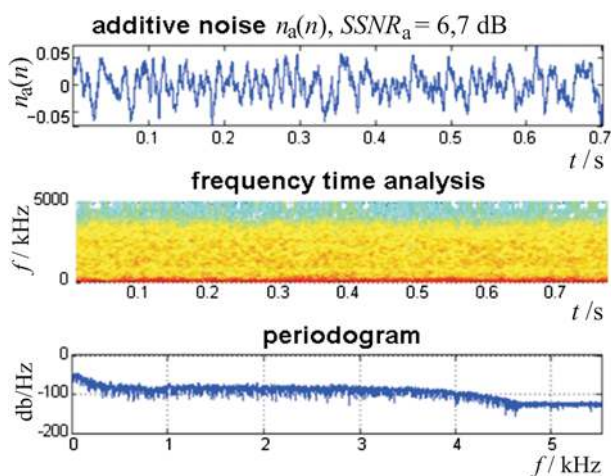 additive noise n_a(n), SSNR_a = 6,7 dB
n_a(n)
0.05
0
−0.05
0.1 0.2 0.3 0.4 0.5 0.6 0.7
t /s
frequency time analysis
f / kHz
5000
0
0.1 0.2 0.3 0.4 0.5 0.6 0.7
t /s
periodogram
db/Hz
0
-100
-200
0 1 2 3 4 5
f / kHz